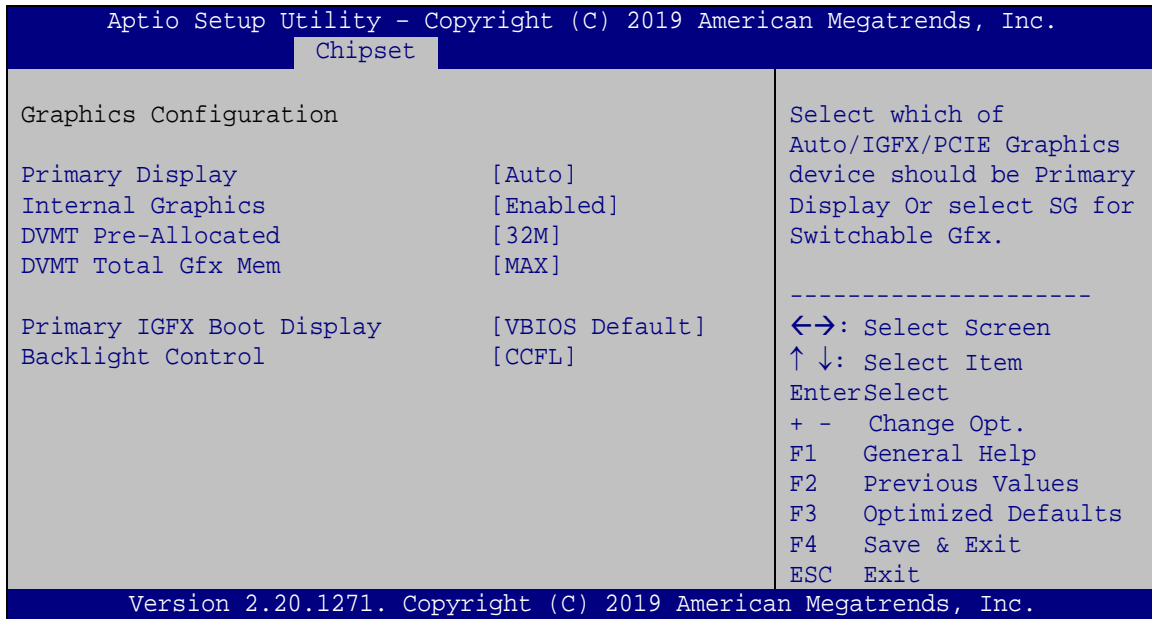 Aptio Setup Utility – Copyright (C) 2019 American Megatrends, Inc.
Chipset
Graphics Configuration
Primary Display [Auto]
Internal Graphics [Enabled]
DVMT Pre-Allocated [32M]
DVMT Total Gfx Mem [MAX]
Primary IGFX Boot Display [VBIOS Default]
Backlight Control [CCFL]
Select which of
Auto/IGFX/PCIE Graphics
device should be Primary
Display Or select SG for
Switchable Gfx.
---------------------
←→: Select Screen
↑ ↓: Select Item
EnterSelect
+ - Change Opt.
F1 General Help
F2 Previous Values
F3 Optimized Defaults
F4 Save & Exit
ESC Exit
Version 2.20.1271. Copyright (C) 2019 American Megatrends, Inc.